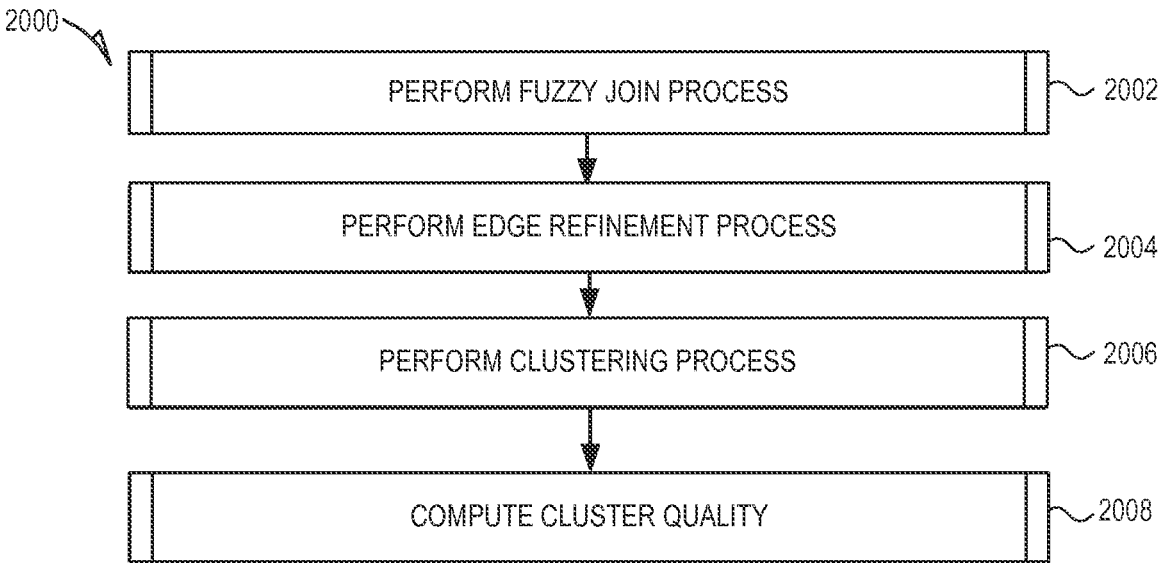 2000
PERFORM FUZZY JOIN PROCESS
2002
PERFORM EDGE REFINEMENT PROCESS
2004
PERFORM CLUSTERING PROCESS
2006
COMPUTE CLUSTER QUALITY
2008